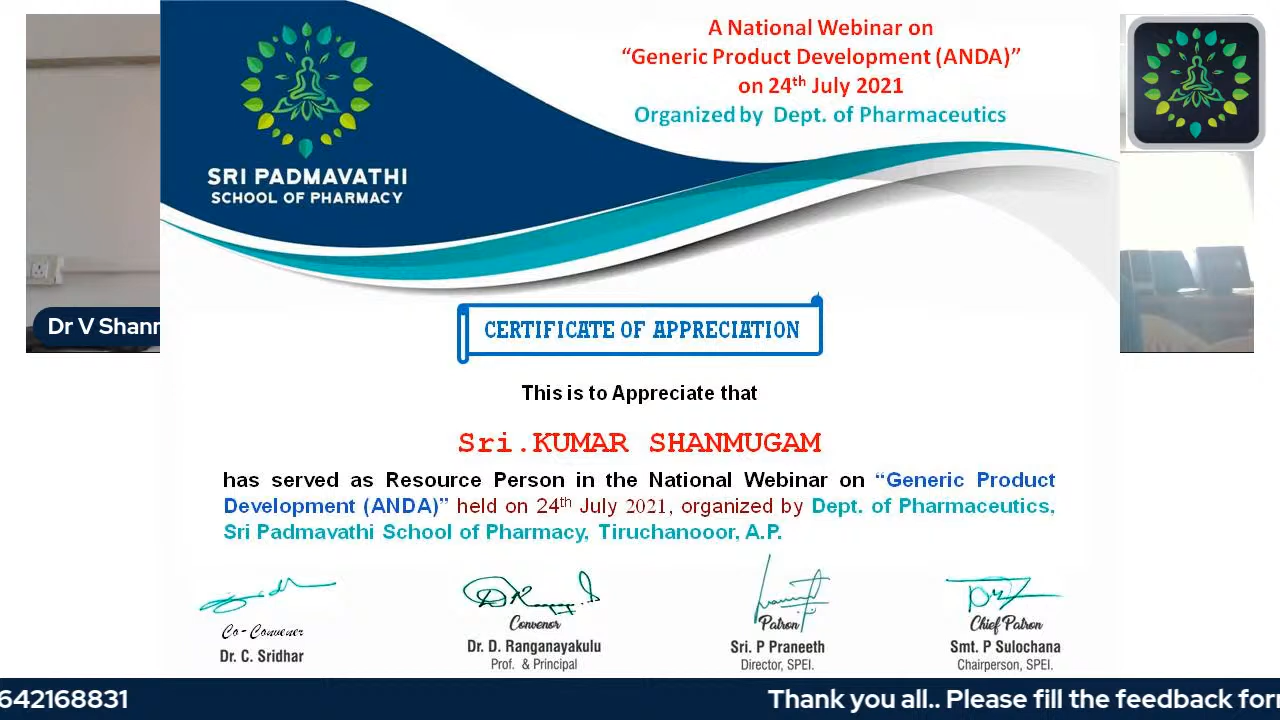 A National Webinar on
“Generic Product Development (ANDA)”
on 24th July 2021
Organized by Dept. of Pharmaceutics
SRI PADMAVATHI
SCHOOL OF PHARMACY
Dr V Shanm
CERTIFICATE OF APPRECIATION
This is to Appreciate that
Sri.KUMAR SHANMUGAM
has served as Resource Person in the National Webinar on “Generic Product
Development (ANDA)” held on 24th July 2021, organized by Dept. of Pharmaceutics,
Sri Padmavathi School of Pharmacy, Tiruchanooor, A.P.
Co-Convener
Dr. C. Sridhar
Convenor
Dr. D. Ranganayakulu
Prof. & Principal
Patron
Sri. P Praneeth
Director, SPEI.
Chief Patron
Smt. P Sulochana
Chairperson, SPEI.
642168831
Thank you all.. Please fill the feedback for